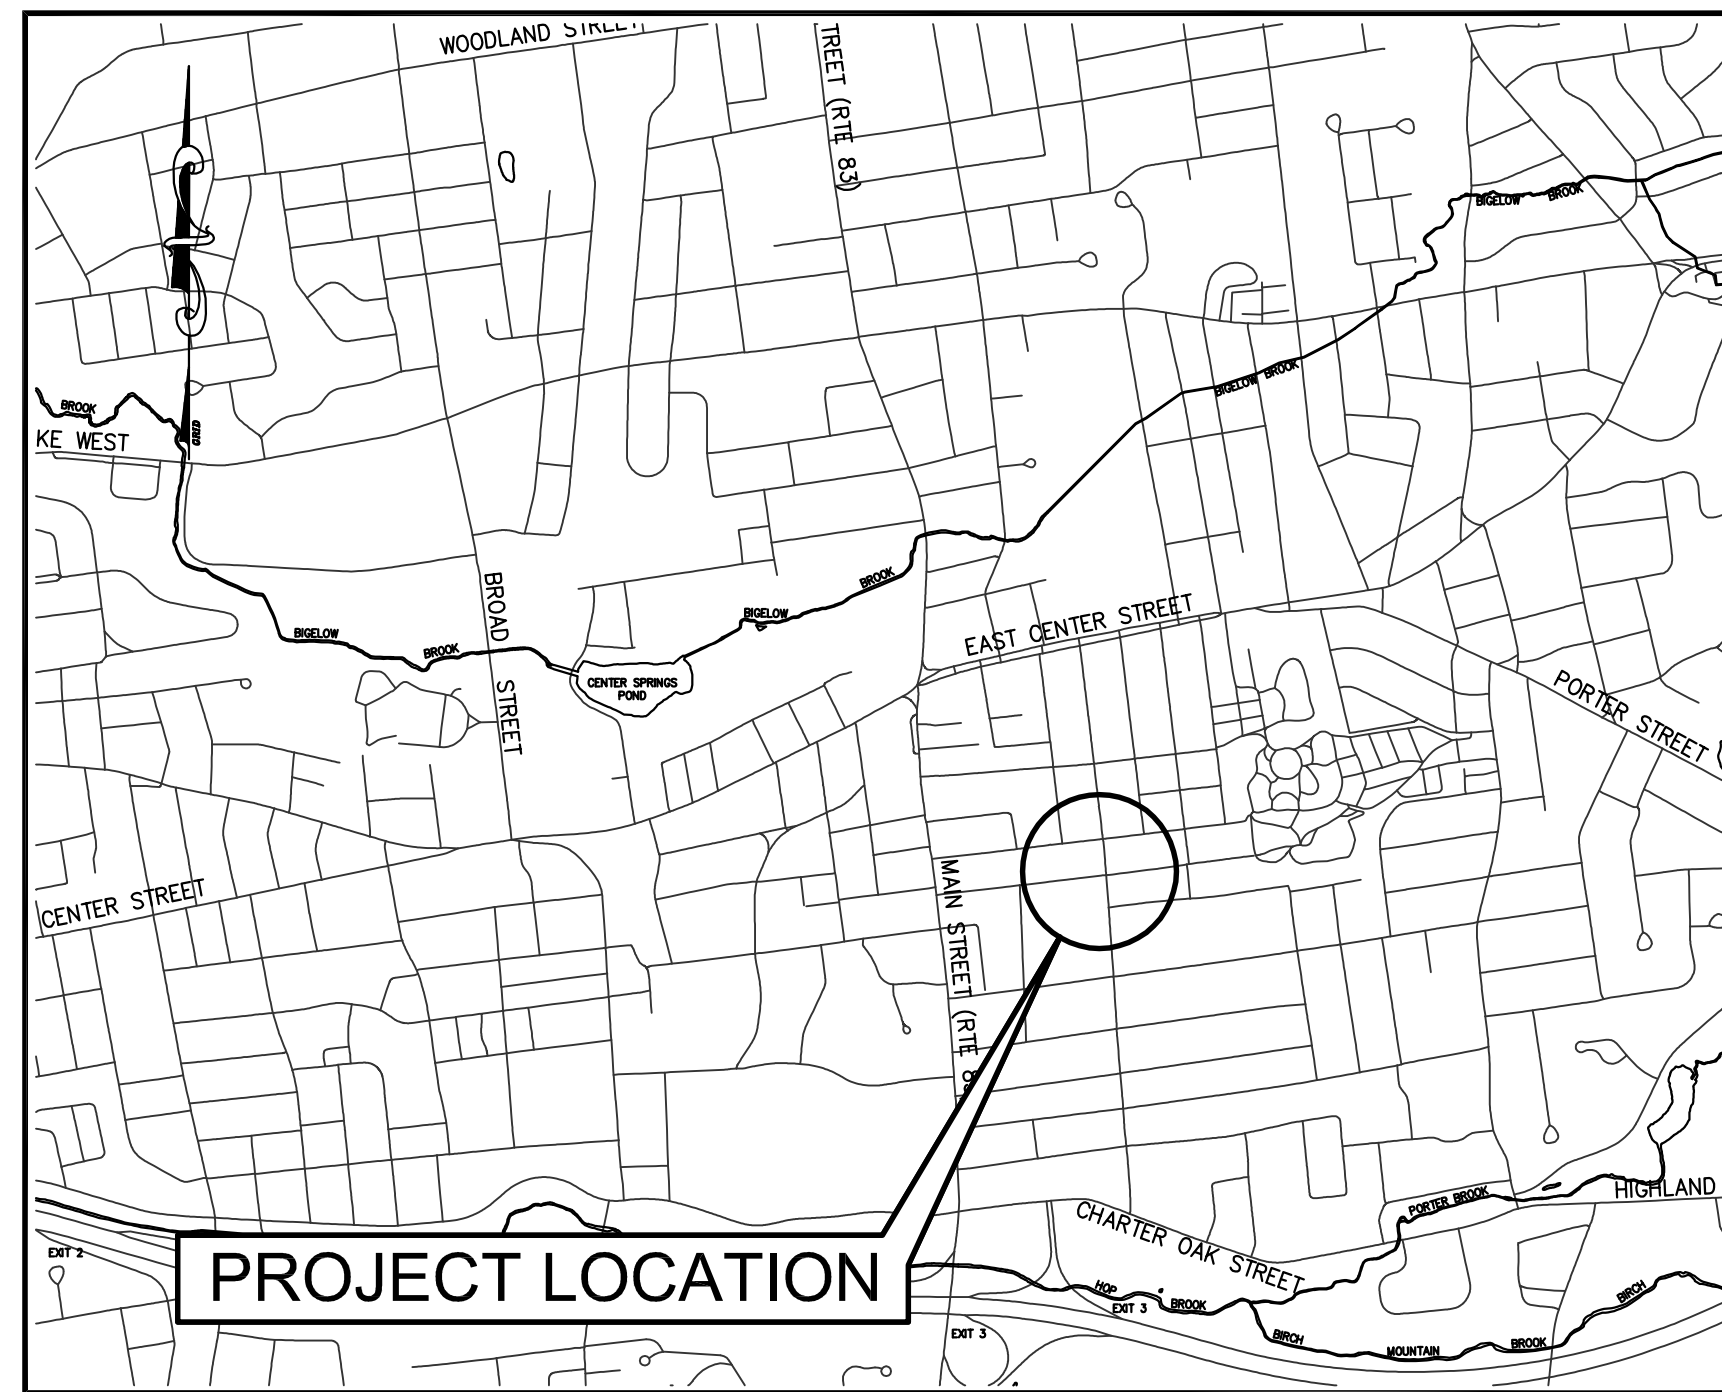 WOODLAND STREET
TREET (RTE 83)
BIGELOW BROOK
BIGELOW BROOK
BROOK
KE WEST
GRID
BROOK
BIGELOW
BIGELOW
BROOK
BROAD STREET
CENTER SPRINGS
POND
EAST CENTER STREET
PORTER STREET (
CENTER STREET
MAIN STREET (RTE 8
PORTER BROOK
HIGHLAND
CHARTER OAK STREET
EXIT 2
PROJECT LOCATION
HOP BROOK
EXIT 3
EXIT 3
BIRCH MOUNTAIN BROOK
BIRCH